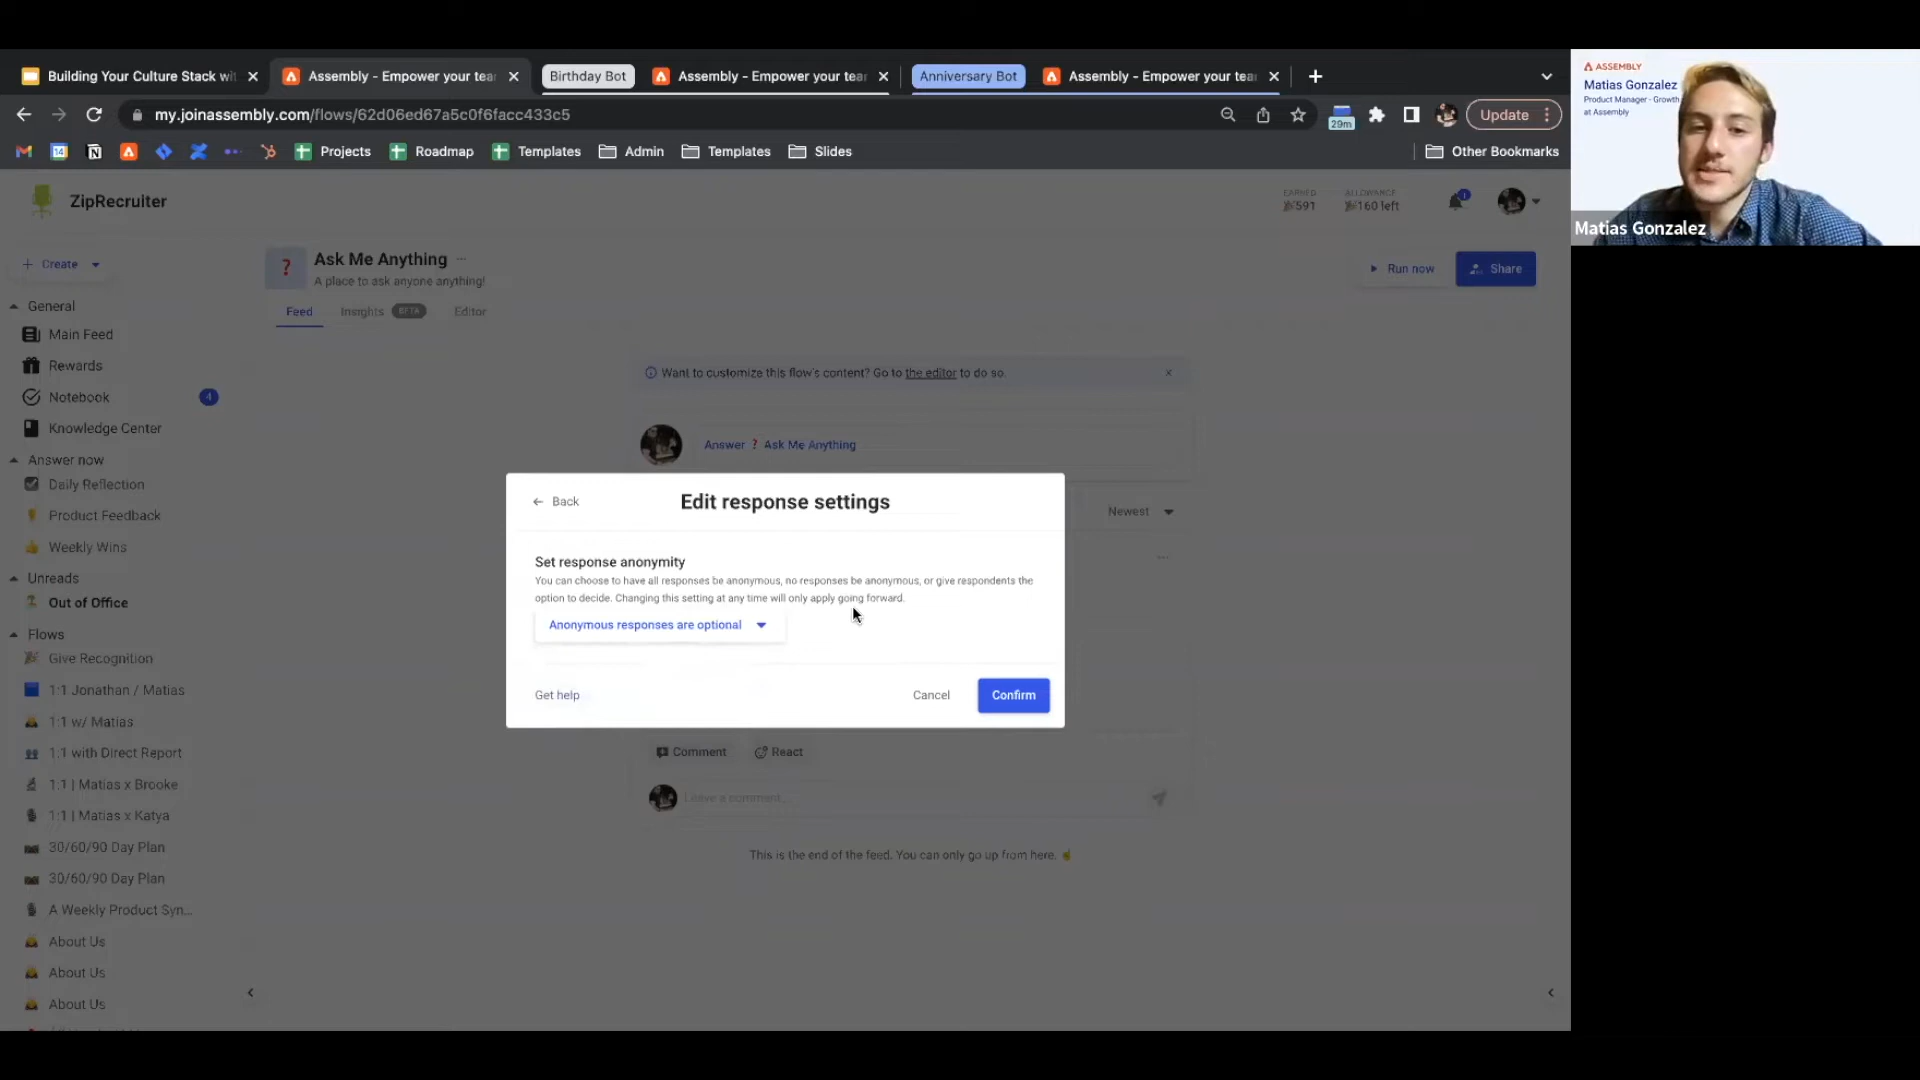 Building Your Culture Stack wit
Assembly - Empower your tea
Birthday Bot
Assembly - Empower your tea
Anniversary Bot
Assembly - Empower your tea
my.joinassembly.com/flows/62d06ed67a5c0f6facc433c5
29m
Update
14
Projects
Roadmap
Templates
Admin
Templates
Slides
Other Bookmarks
ASSEMBLY
Matias Gonzalez
Product Manager - Growth
at Assembly
Matias Gonzalez
ZipRecruiter
EARNED
591
ALLOWANCE
160 left
1
Create
Ask Me Anything
A place to ask anyone anything!
Run now
Share
Feed
Insights
BETA
Editor
General
Main Feed
Rewards
Notebook
4
Knowledge Center
Answer now
Daily Reflection
Product Feedback
Weekly Wins
Unreads
Out of Office
Flows
Give Recognition
1:1 Jonathan / Matias
1:1 w/ Matias
1:1 with Direct Report
1:1 | Matias x Brooke
1:1 | Matias x Katya
30/60/90 Day Plan
30/60/90 Day Plan
A Weekly Product Syn...
About Us
About Us
About Us
Want to customize this flow's content? Go to the editor to do so.
Answer ? Ask Me Anything
Newest
Back
Edit response settings
Set response anonymity
You can choose to have all responses be anonymous, no responses be anonymous, or give respondents the
option to decide. Changing this setting at any time will only apply going forward.
Anonymous responses are optional
Get help
Cancel
Confirm
Comment
React
Leave a comment...
This is the end of the feed. You can only go up from here.